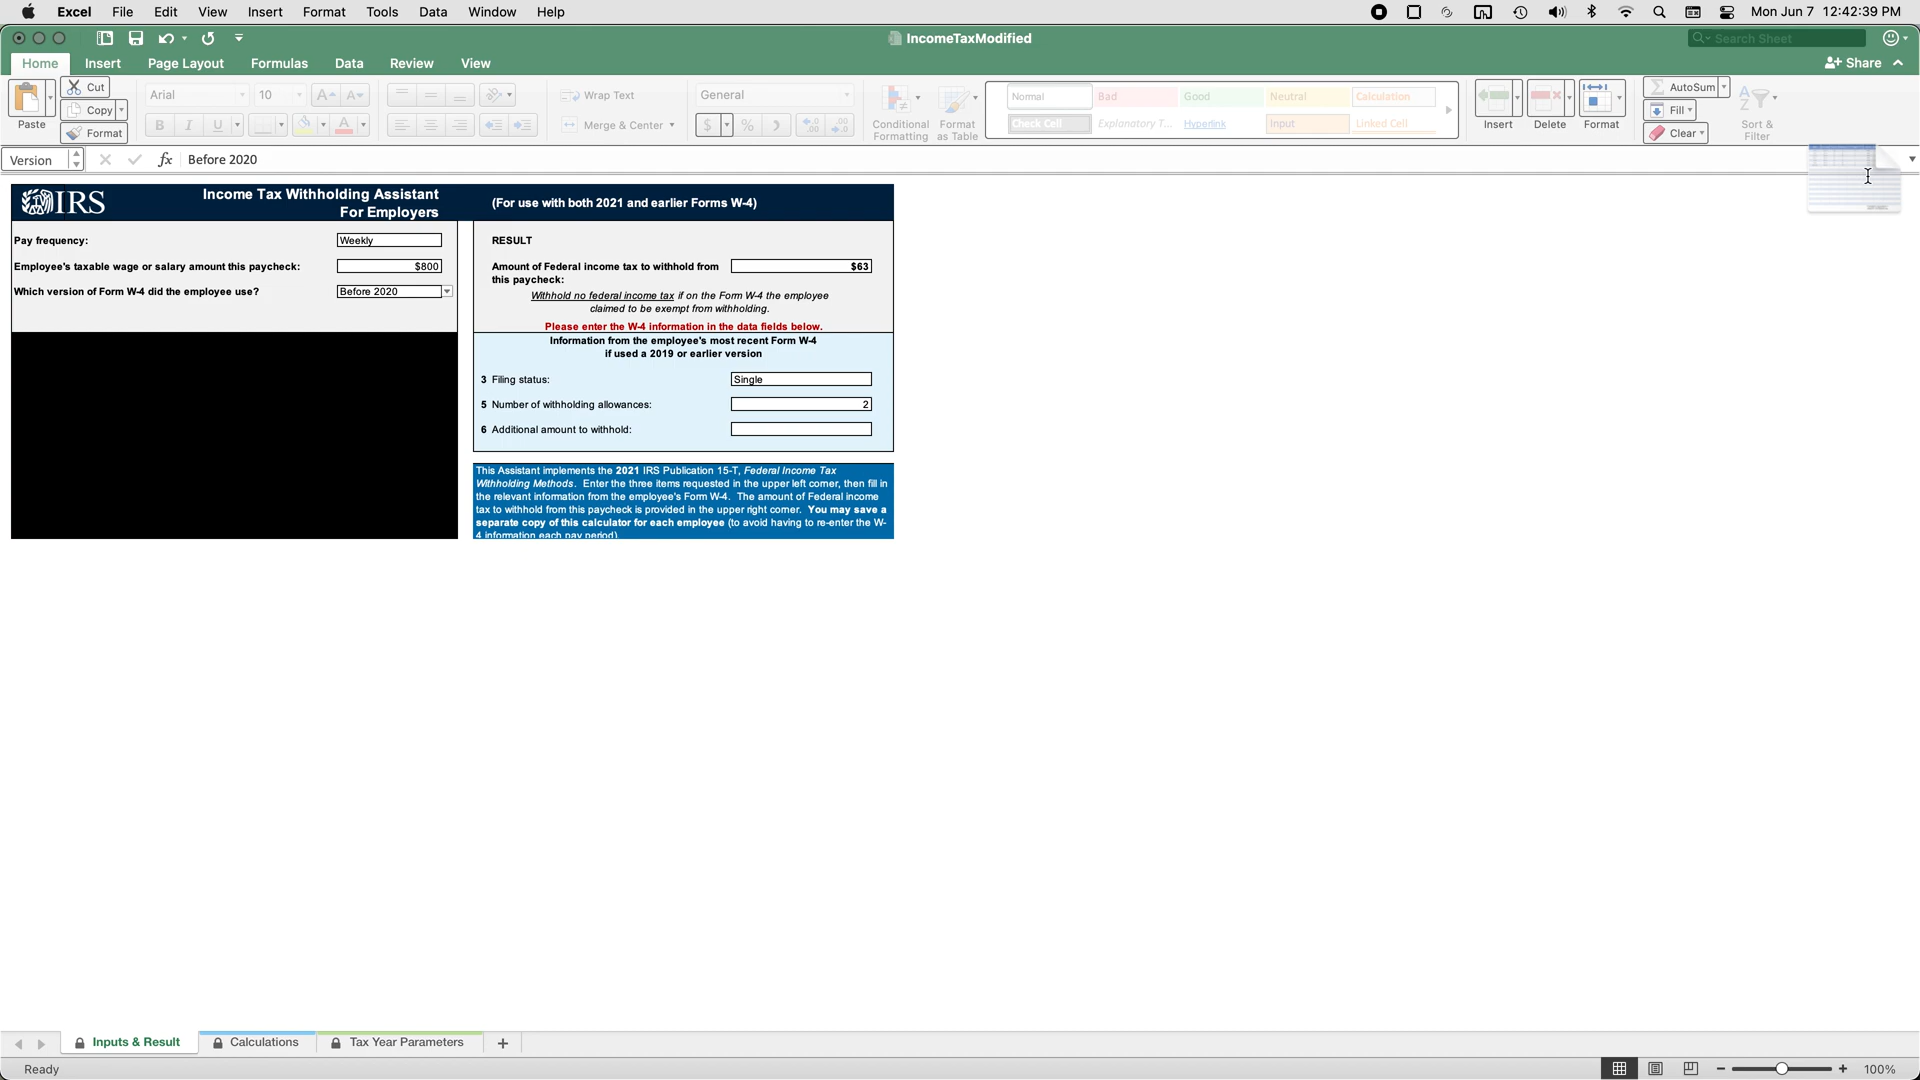 Excel File Edit View Insert Format Tools Data Window Help Mon Jun 7 12:42:39 PM
IncomeTaxModified Search Sheet
Home Insert Page Layout Formulas Data Review View Share
Paste Cut Copy Format
Arial 10
B I U
Wrap Text
Merge & Center
General
$ %
Conditional Formatting
Format as Table
Normal Bad Good Neutral Calculation
Check Cell Explanatory T... Hyperlink Input Linked Cell
Insert Delete Format
AutoSum
Fill
Clear
Sort & Filter
Version fx Before 2020
IRS Income Tax Withholding Assistant
For Employers
(For use with both 2021 and earlier Forms W-4)
Pay frequency: Weekly
Employee's taxable wage or salary amount this paycheck: $800
Which version of Form W-4 did the employee use? Before 2020
RESULT
Amount of Federal income tax to withhold from $63
this paycheck:
Withhold no federal income tax if on the Form W-4 the employee
claimed to be exempt from withholding.
Please enter the W-4 information in the data fields below.
Information from the employee's most recent Form W-4
if used a 2019 or earlier version
3 Filing status: Single
5 Number of withholding allowances: 2
6 Additional amount to withhold:
This Assistant implements the 2021 IRS Publication 15-T, Federal Income Tax
Withholding Methods. Enter the three items requested in the upper left corner, then fill in
the relevant information from the employee's Form W-4. The amount of Federal income
tax to withhold from this paycheck is provided in the upper right corner. You may save a
separate copy of this calculator for each employee (to avoid having to re-enter the W-
4 information each pay period).
Inputs & Result Calculations Tax Year Parameters
Ready 100%